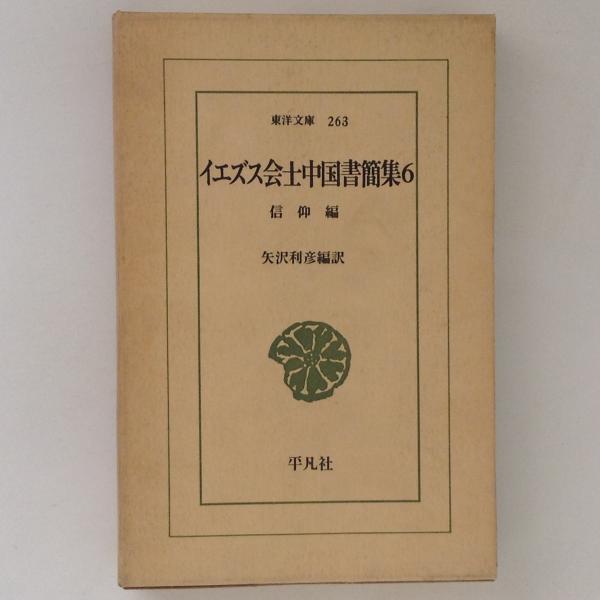 東洋文庫 263
イエズス会士中国書簡集6
信仰編
矢沢利彦編訳
平凡社